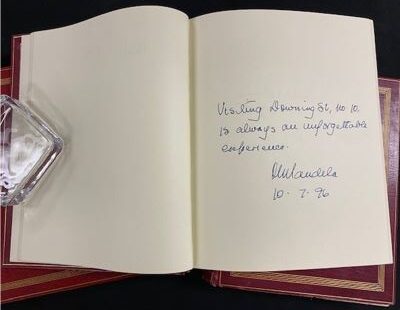 Visiting Downing St, no 10.
is always an unforgettable
experience.
NMandela
10 - 7 - 96